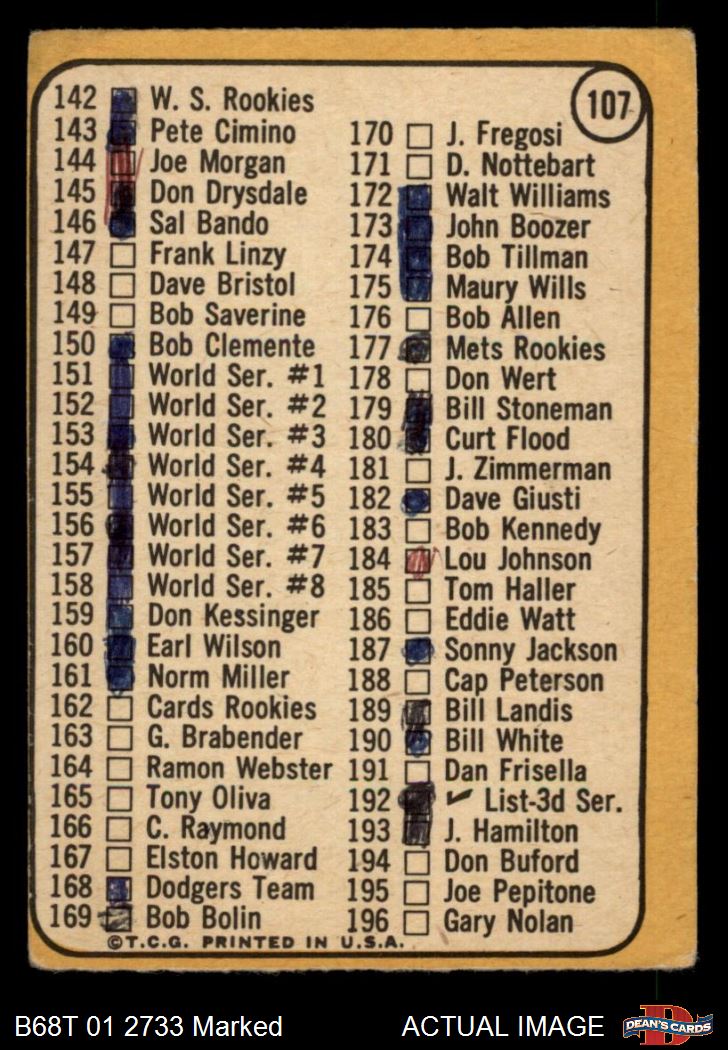 107
142 W. S. Rookies
143 Pete Cimino
144 Joe Morgan
145 Don Drysdale
146 Sal Bando
147 Frank Linzy
148 Dave Bristol
149 Bob Saverine
150 Bob Clemente
151 World Ser. #1
152 World Ser. #2
153 World Ser. #3
154 World Ser. #4
155 World Ser. #5
156 World Ser. #6
157 World Ser. #7
158 World Ser. #8
159 Don Kessinger
160 Earl Wilson
161 Norm Miller
162 Cards Rookies
163 G. Brabender
164 Ramon Webster
165 Tony Oliva
166 C. Raymond
167 Elston Howard
168 Dodgers Team
169 Bob Bolin
170 J. Fregosi
171 D. Nottebart
172 Walt Williams
173 John Boozer
174 Bob Tillman
175 Maury Wills
176 Bob Allen
177 Mets Rookies
178 Don Wert
179 Bill Stoneman
180 Curt Flood
181 J. Zimmerman
182 Dave Giusti
183 Bob Kennedy
184 Lou Johnson
185 Tom Haller
186 Eddie Watt
187 Sonny Jackson
188 Cap Peterson
189 Bill Landis
190 Bill White
191 Dan Frisella
192 ✓ List-3d Ser.
193 J. Hamilton
194 Don Buford
195 Joe Pepitone
196 Gary Nolan
©T.C.G. PRINTED IN U.S.A.
B68T 01 2733 Marked ACTUAL IMAGE
D
DEAN'S CARDS